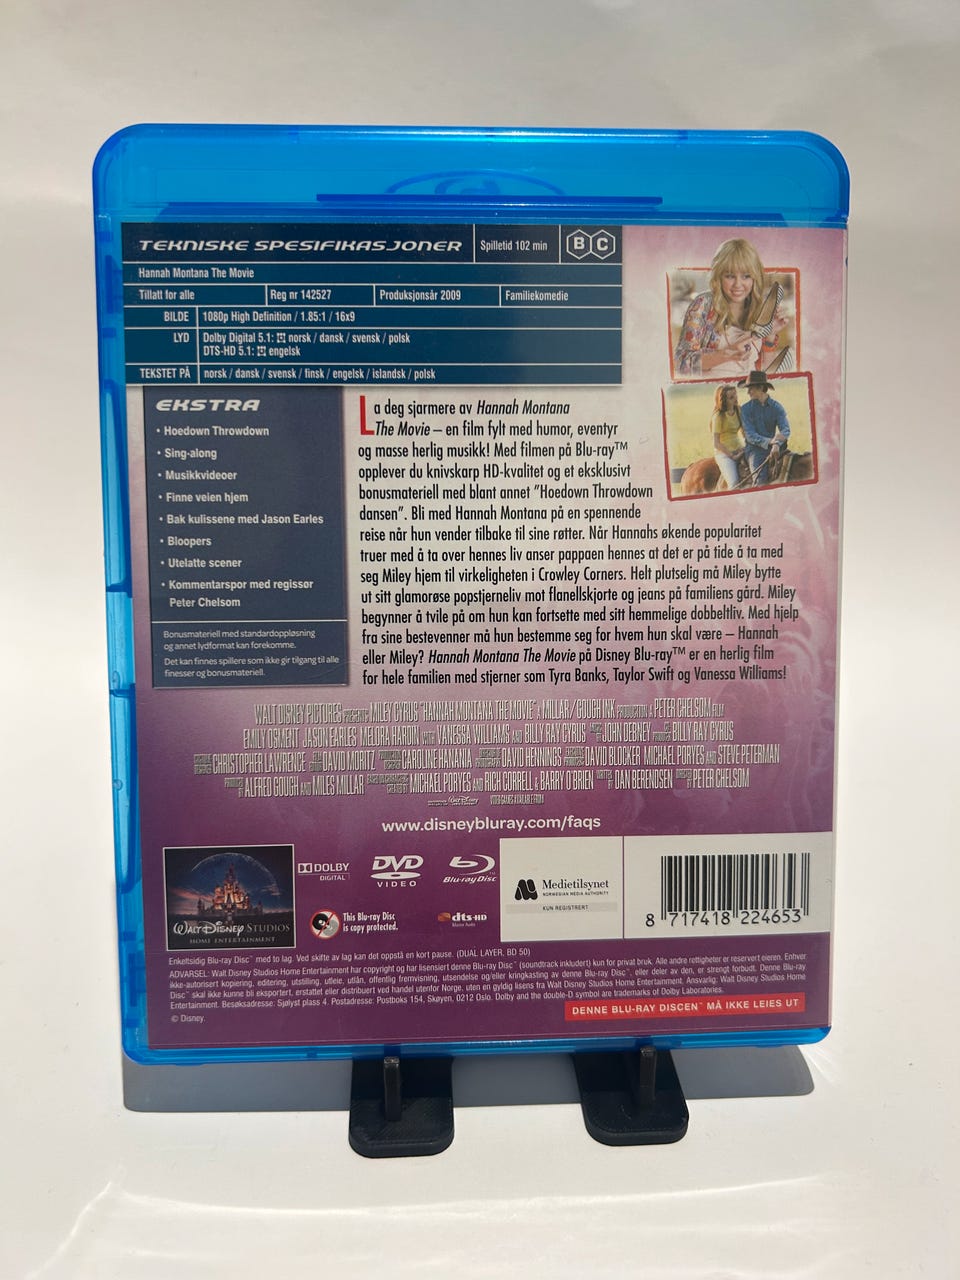 TEKNISKE SPESIFIKASJONER
Spilletid 102 min
B C
Hannah Montana The Movie
Tillatt for alle
Reg nr 142527
Produksjonsår 2009
Familiekomedie
BILDE 1080p High Definition / 1.85:1 / 16x9
LYD Dolby Digital 5.1: norsk / dansk / svensk / polsk
DTS-HD 5.1: engelsk
TEKSTET PÅ norsk / dansk / svensk / finsk / engelsk / islandsk / polsk
EKSTRA
• Hoedown Throwdown
• Sing-along
• Musikkvideoer
• Finne veien hjem
• Bak kulissene med Jason Earles
• Bloopers
• Utelatte scener
• Kommentarspor med regissor
Peter Chelsom
Bonusmateriell med standardoppløsning
og annet lydformat kan forekomme.
Det kan finnes spillere som ikke gir tilgang til alle
finesser og bonusmateriell.
La deg sjarmere av Hannah Montana
The Movie – en film fylt med humor, eventyr
og masse herlig musikk! Med filmen på Blu-ray™
opplever du knivskarp HD-kvalitet og et eksklusivt
bonusmateriell med blant annet ”Hoedown Throwdown
dansen”. Bli med Hannah Montana på en spennende
reise når hun vender tilbake til sine røtter. Når Hannahs økende popularitet
truer med å ta over hennes liv anser pappaen hennes at det er på tide å ta med
seg Miley hjem til virkeligheten i Crowley Corners. Helt plutselig må Miley bytte
ut sitt glamorøse popstjerneliv mot flanellskjorte og jeans på familiens gård. Miley
begynner å tvile på om hun kan fortsette med sitt hemmelige dobbeltliv. Med hjelp
fra sine bestevenner må hun bestemme seg for hvem hun skal være – Hannah
eller Miley? Hannah Montana The Movie på Disney Blu-ray™ er en herlig film
for hele familien med stjerner som Tyra Banks, Taylor Swift og Vanessa Williams!
WALT DISNEY PICTURES PRESENTS MILEY CYRUS "HANNAH MONTANA THE MOVIE" A MILLAR/GOUGH INK PRODUCTION A PETER CHELSOM FILM
EMILY OSMENT JASON EARLES MELORA HARDIN WITH VANESSA WILLIAMS AND BILLY RAY CYRUS JOHN DEBNEY BILLY RAY CYRUS
CHRISTOPHER LAWRENCE DAVID MORITZ CAROLINE HANANIA DAVID HENNINGS DAVID BLOCKER MICHAEL PORYES AND STEVE PETERMAN
PRODUCED BY ALFRED GOUGH AND MILES MILLAR CREATED BY MICHAEL PORYES AND RICH CORRELL & BARRY O'BRIEN DAN BERENDSEN PETER CHELSOM
www.disneybluray.com/faqs
WALT DISNEY STUDIOS
HOME ENTERTAINMENT
DOLBY
DIGITAL
DVD
VIDEO
Blu-ray Disc
This Blu-ray Disc
is copy protected.
dts-HD
Master Audio
Medietilsynet
NORWEGIAN MEDIA AUTHORITY
KUN REGISTRERT
8 717418 224653
Enkeltsidig Blu-ray Disc™ med to lag. Ved skifte av lag kan det oppstå en kort pause. (DUAL LAYER, BD 50)
ADVARSEL: Walt Disney Studios Home Entertainment har copyright og har lisensiert denne Blu-ray Disc™ (soundtrack inkludert) kun for privat bruk. Alle andre rettigheter er reservert eieren. Enhver
ikke-autorisert kopiering, editering, utstilling, utleie, utlån, offentlig fremvisning, utsendelse og/eller kringkasting av denne Blu-ray Disc™, eller deler av den, er strengt forbudt. Denne Blu-ray
Disc™ skal ikke kunne bli eksportert, erstattet eller distribuert ved handel utenfor Norge, uten en gyldig lisens fra Walt Disney Studios Home Entertainment. Ansvarlig: Walt Disney Studios Home
Entertainment. Besøksadresse: Sjølyst plass 4. Postadresse: Postboks 154, Skøyen, 0212 Oslo. Dolby and the double-D symbol are trademarks of Dolby Laboratories.
© Disney.
DENNE BLU-RAY DISCEN™ MÅ IKKE LEIES UT